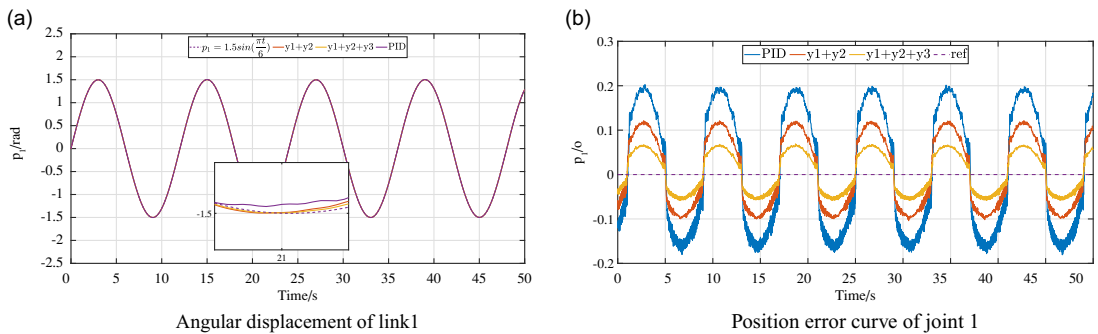 (a)
2.5
2
1.5
1
0.5
0
-0.5
-1
-1.5
-2
-2.5
p₁/rad
p₁ = 1.5sin(πt/6) y1+y2 y1+y2+y3 PID
-1.5
21
0 5 10 15 20 25 30 35 40 45 50
Time/s
Angular displacement of link1
(b)
0.3
0.2
0.1
0
-0.1
-0.2
p₁/o
PID y1+y2 y1+y2+y3 ref
0 5 10 15 20 25 30 35 40 45 50
Time/s
Position error curve of joint 1